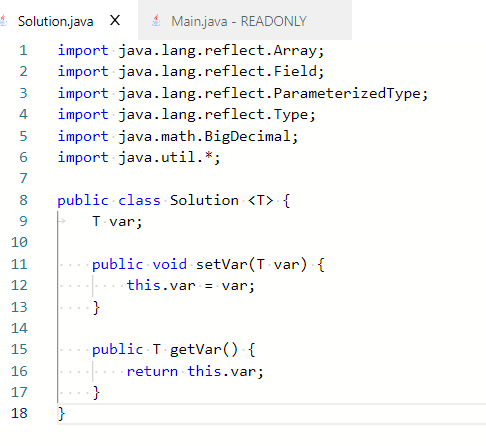 Solution.java X Main.java - READONLY
1 import java.lang.reflect.Array;
2 import java.lang.reflect.Field;
3 import java.lang.reflect.ParameterizedType;
4 import java.lang.reflect.Type;
5 import java.math.BigDecimal;
6 import java.util.*;
7
8 public class Solution <T> {
9 T var;
10
11 public void setVar(T var) {
12 this.var = var;
13 }
14
15 public T getVar() {
16 return this.var;
17 }
18 }